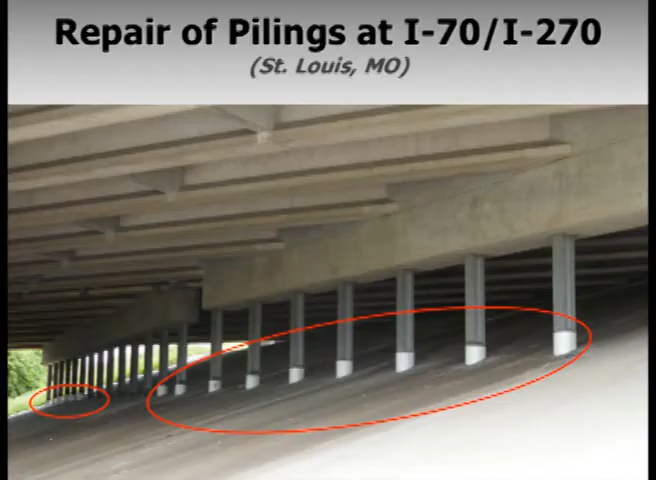 Repair of Pilings at I-70/I-270
(St. Louis, MO)